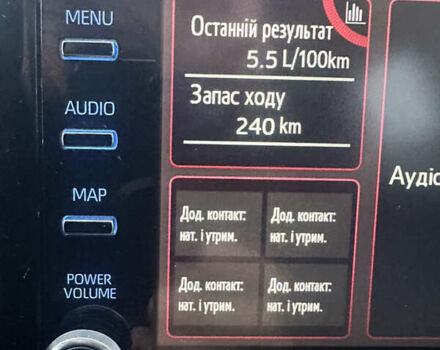 MENU
AUDIO
MAP
POWER
VOLUME
Останній результат
5.5 L/100km
Запас ходу
240 km
Дод. контакт:
нат. і утрим.
Дод. контакт:
нат. і утрим.
Дод. контакт:
нат. і утрим.
Дод. контакт:
нат. і утрим.
Аудіо